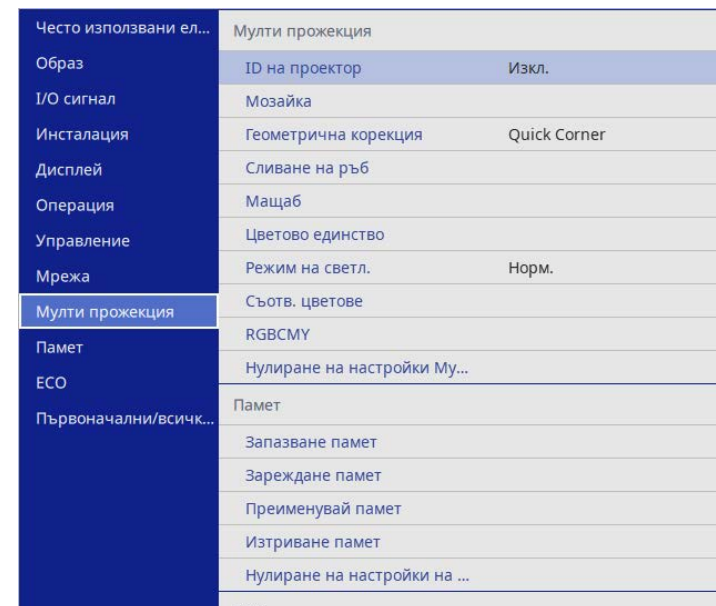 Често използвани ел...
Образ
I/O сигнал
Инсталация
Дисплей
Операция
Управление
Мрежа
Мулти прожекция
Памет
ECO
Първоначални/всичк...
Мулти прожекция
ID на проектор Изкл.
Мозайка
Геометрична корекция Quick Corner
Сливане на ръб
Мащаб
Цветово единство
Режим на светл. Норм.
Съотв. цветове
RGBCMY
Нулиране на настройки Му...
Памет
Запазване памет
Зареждане памет
Преименувай памет
Изтриване памет
Нулиране на настройки на ...